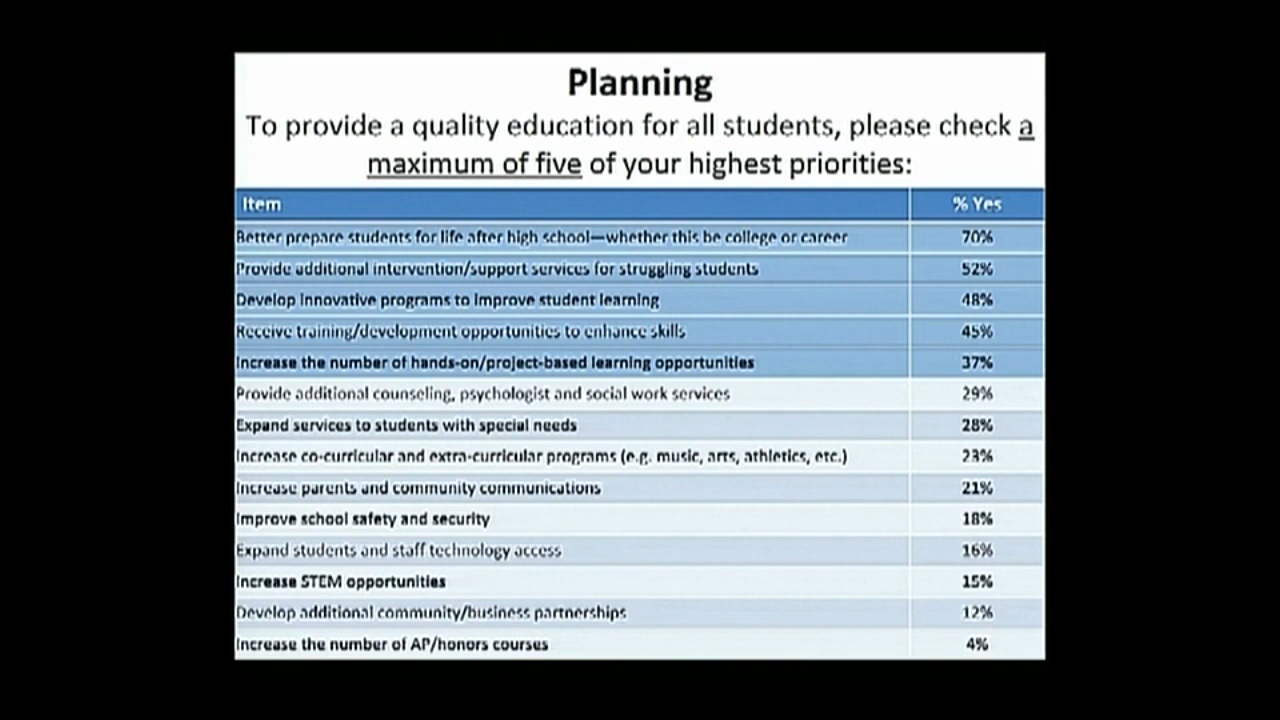 Planning
To provide a quality education for all students, please check a
maximum of five of your highest priorities:
Item % Yes
Better prepare students for life after high school—whether this be college or career 70%
Provide additional intervention/support services for struggling students 52%
Develop innovative programs to improve student learning 48%
Receive training/development opportunities to enhance skills 45%
Increase the number of hands-on/project-based learning opportunities 37%
Provide additional counseling, psychologist and social work services 29%
Expand services to students with special needs 28%
Increase co-curricular and extra-curricular programs (e.g. music, arts, athletics, etc.) 23%
Increase parents and community communications 21%
Improve school safety and security 18%
Expand students and staff technology access 16%
Increase STEM opportunities 15%
Develop additional community/business partnerships 12%
Increase the number of AP/honors courses 4%